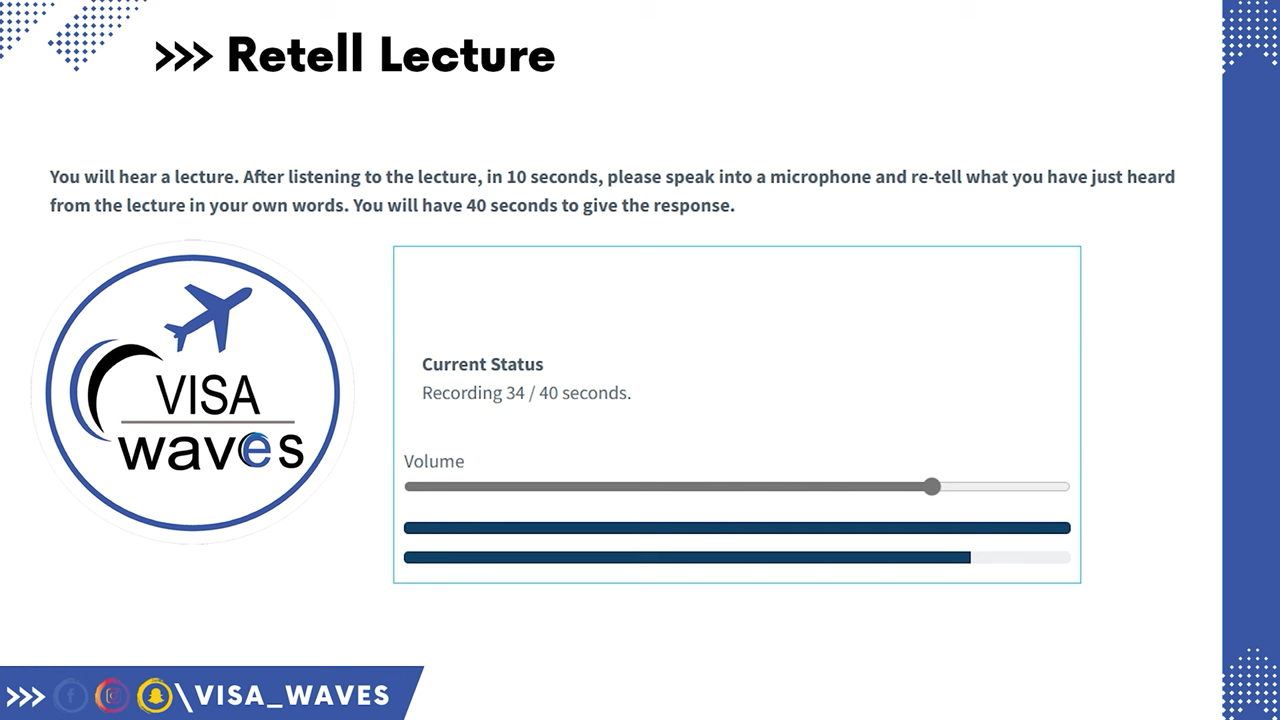 >>> Retell Lecture
You will hear a lecture. After listening to the lecture, in 10 seconds, please speak into a microphone and re-tell what you have just heard
from the lecture in your own words. You will have 40 seconds to give the response.
VISA
waves
Current Status
Recording 34 / 40 seconds.
Volume
>>> \VISA_WAVES